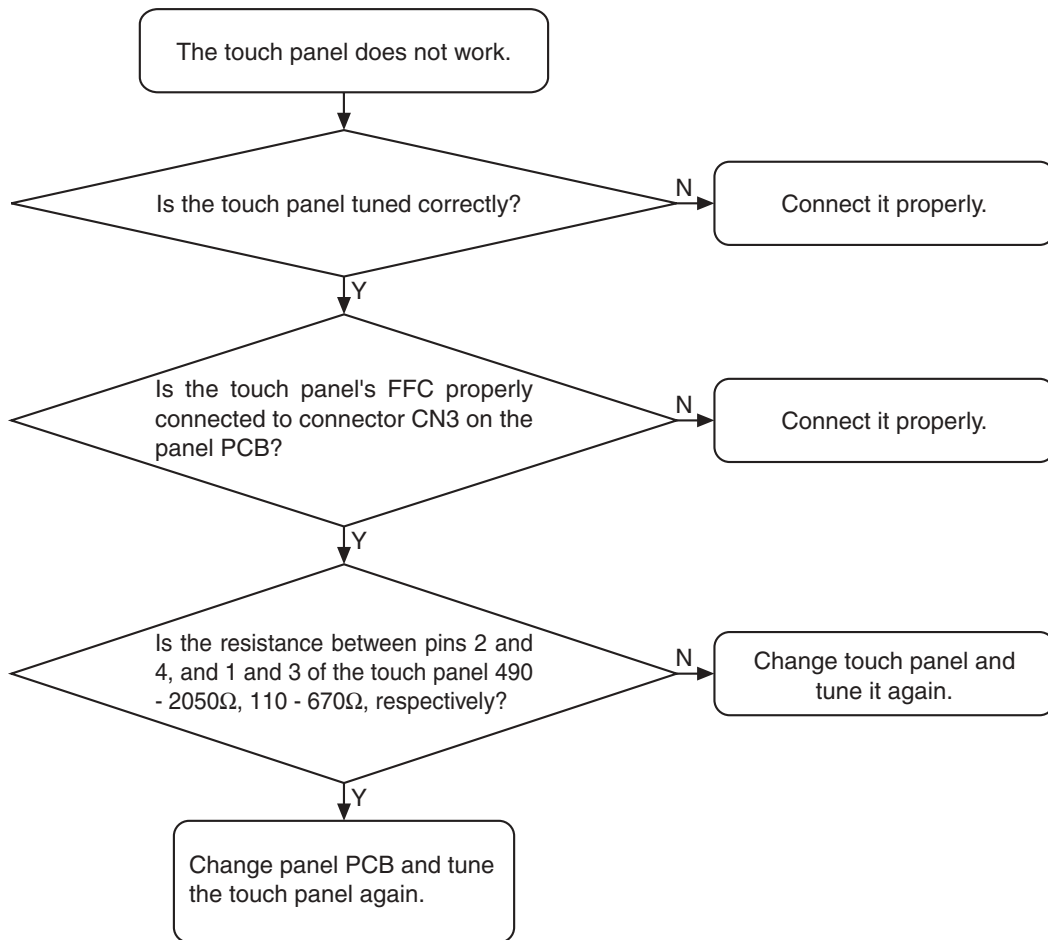 The touch panel does not work.
Is the touch panel tuned correctly?
N
Connect it properly.
Y
Is the touch panel's FFC properly
connected to connector CN3 on the
panel PCB?
N
Connect it properly.
Y
Is the resistance between pins 2 and
4, and 1 and 3 of the touch panel 490
- 2050Ω, 110 - 670Ω, respectively?
N
Change touch panel and
tune it again.
Y
Change panel PCB and tune
the touch panel again.